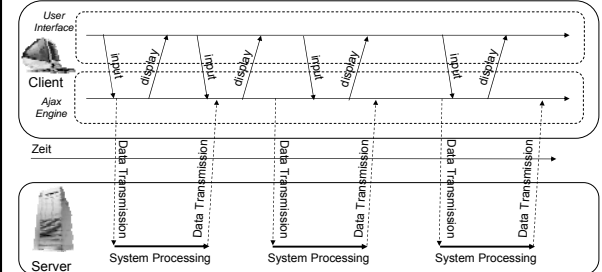 User
Interface
input
display
input
display
input
display
input
display
Client
Ajax
Engine
Zeit
Data Transmission
Data Transmission
Data Transmission
Data Transmission
Data Transmission
Data Transmission
System Processing
System Processing
System Processing
Server